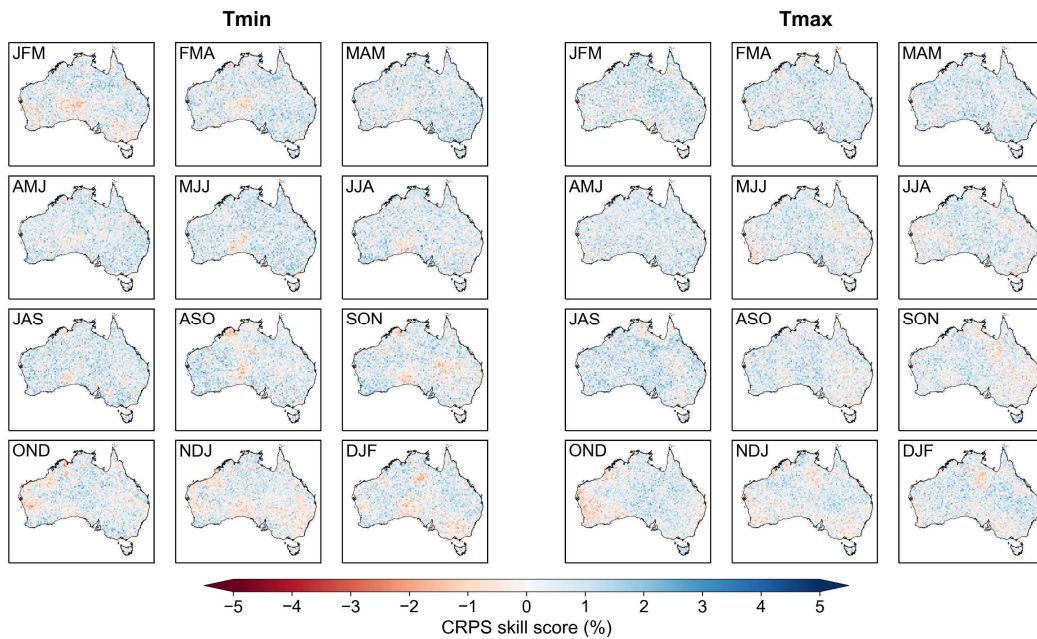 Tmin Tmax
JFM FMA MAM JFM FMA MAM
AMJ MJJ JJA AMJ MJJ JJA
JAS ASO SON JAS ASO SON
OND NDJ DJF OND NDJ DJF
−5 −4 −3 −2 −1 0 1 2 3 4 5
CRPS skill score (%)